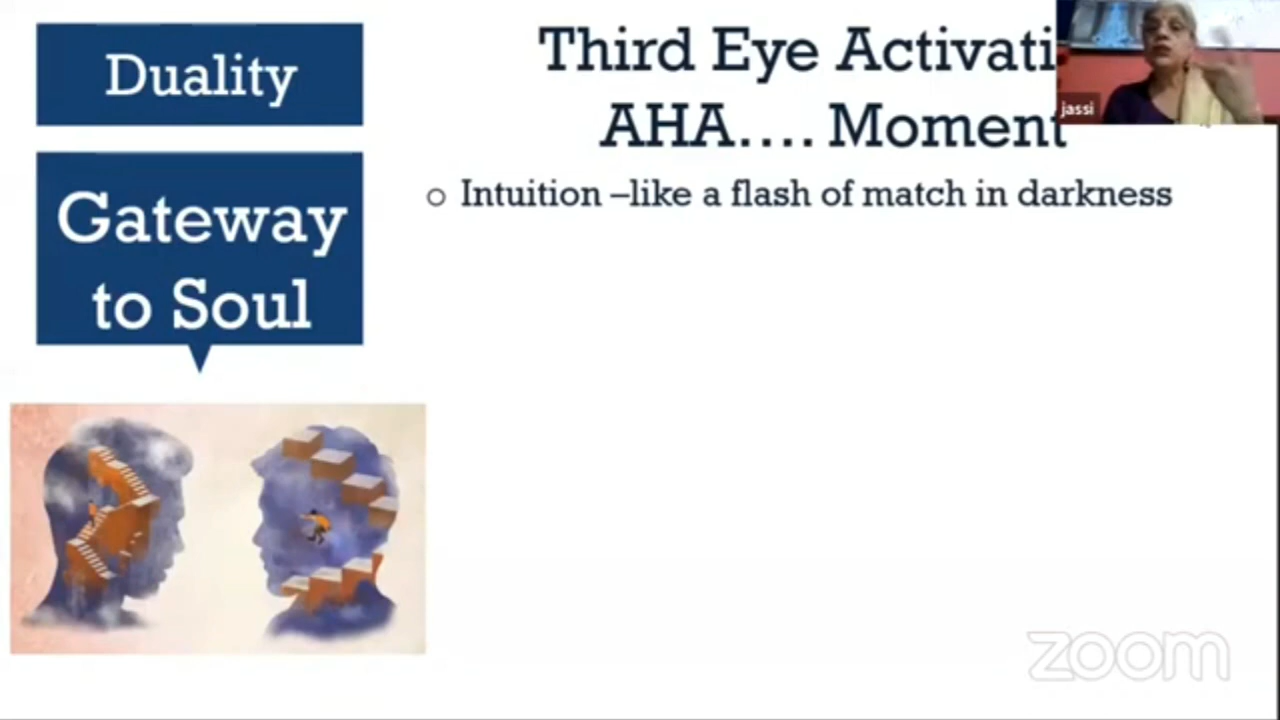 Duality
Gateway
to Soul
Third Eye Activati
AHA.... Moment
○ Intuition –like a flash of match in darkness
jassi
zoom